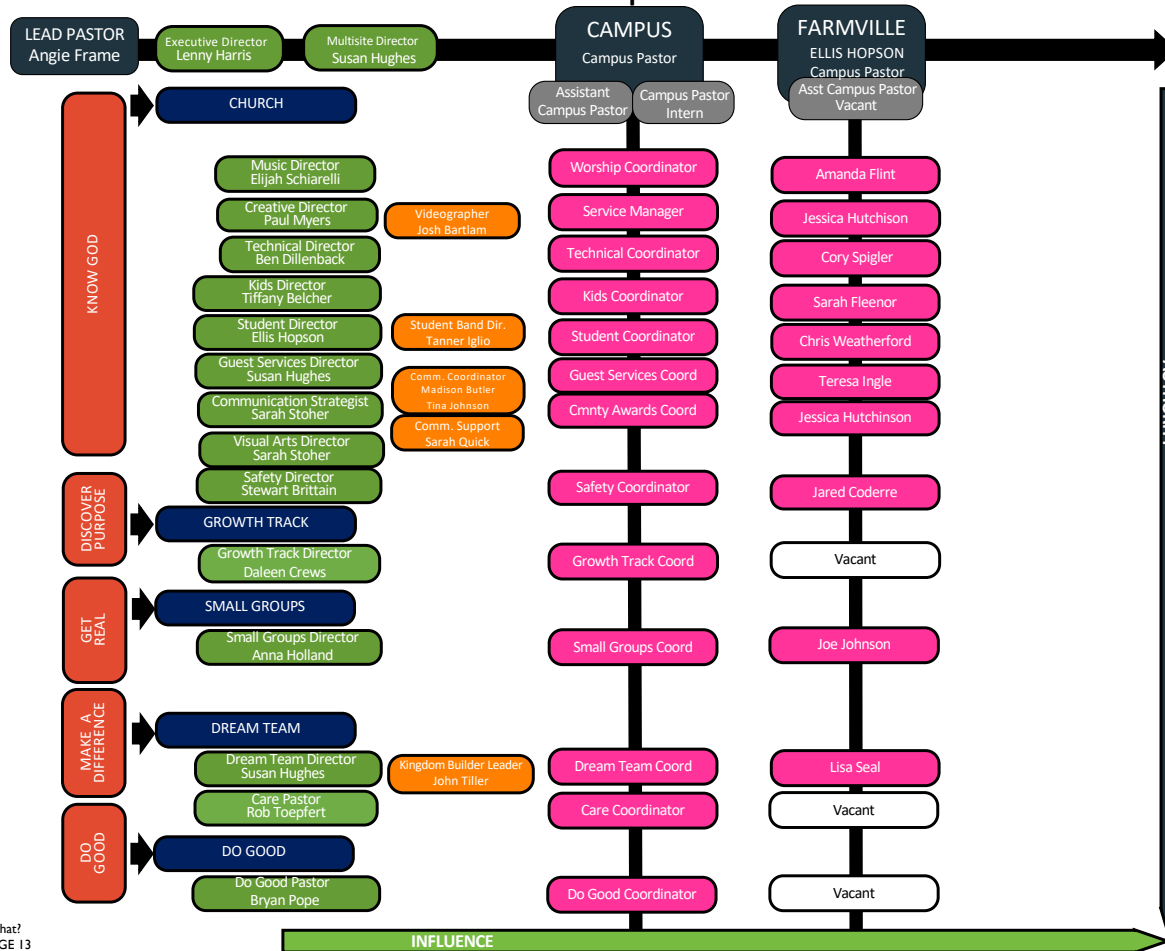 LEAD PASTOR
Angie Frame
Executive Director
Lenny Harris
Multisite Director
Susan Hughes
CAMPUS
Campus Pastor
FARMVILLE
ELLIS HOPSON
Campus Pastor
Assistant
Campus Pastor
Campus Pastor
Intern
Asst Campus Pastor
Vacant
KNOW GOD
CHURCH
Music Director
Elijah Schiarelli
Worship Coordinator
Amanda Flint
Creative Director
Paul Myers
Videographer
Josh Bartlam
Service Manager
Jessica Hutchison
Technical Director
Ben Dillenback
Technical Coordinator
Cory Spigler
Kids Director
Tiffany Belcher
Kids Coordinator
Sarah Fleenor
Student Director
Ellis Hopson
Student Band Dir.
Tanner Iglio
Student Coordinator
Chris Weatherford
Guest Services Director
Susan Hughes
Comm. Coordinator
Madison Butler
Tina Johnson
Guest Services Coord
Teresa Ingle
Communication Strategist
Sarah Stoher
Cmnty Awards Coord
Jessica Hutchinson
Comm. Support
Sarah Quick
Visual Arts Director
Sarah Stoher
Safety Director
Stewart Brittain
Safety Coordinator
Jared Coderre
DISCOVER
PURPOSE
GROWTH TRACK
Growth Track Director
Daleen Crews
Growth Track Coord
Vacant
GET
REAL
SMALL GROUPS
Small Groups Director
Anna Holland
Small Groups Coord
Joe Johnson
MAKE A
DIFFERENCE
DREAM TEAM
Dream Team Director
Susan Hughes
Kingdom Builder Leader
John Tiller
Dream Team Coord
Lisa Seal
Care Pastor
Rob Toepfert
Care Coordinator
Vacant
DO
GOOD
DO GOOD
Do Good Pastor
Bryan Pope
Do Good Coordinator
Vacant
hat?
GE 13
INFLUENCE